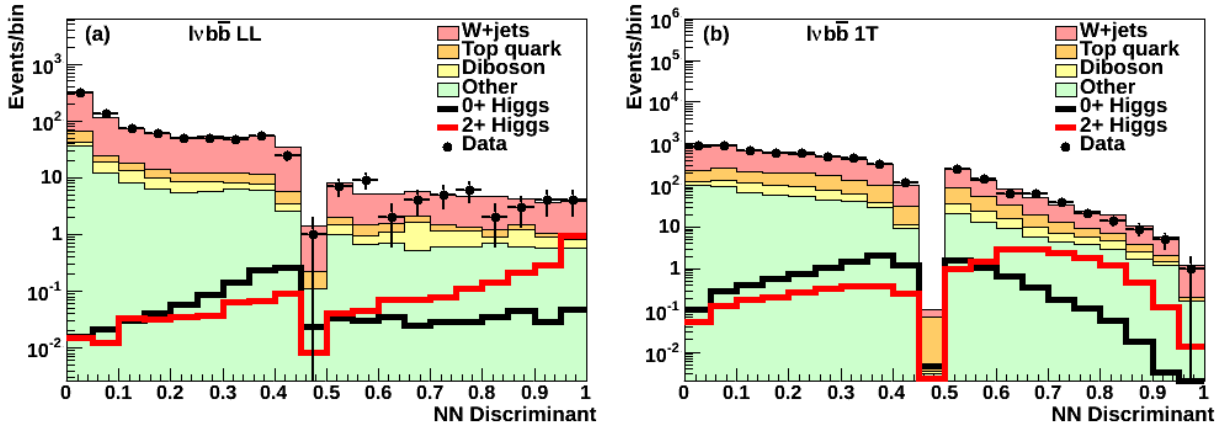 Events/bin
(a) lνbb̅ LL
W+jets
Top quark
Diboson
Other
0+ Higgs
2+ Higgs
Data
10³
10²
10
1
10⁻¹
10⁻²
0 0.1 0.2 0.3 0.4 0.5 0.6 0.7 0.8 0.9 1
NN Discriminant
Events/bin
(b) lνbb̅ 1T
W+jets
Top quark
Diboson
Other
0+ Higgs
2+ Higgs
Data
10⁶
10⁵
10⁴
10³
10²
10
1
10⁻¹
10⁻²
0 0.1 0.2 0.3 0.4 0.5 0.6 0.7 0.8 0.9 1
NN Discriminant